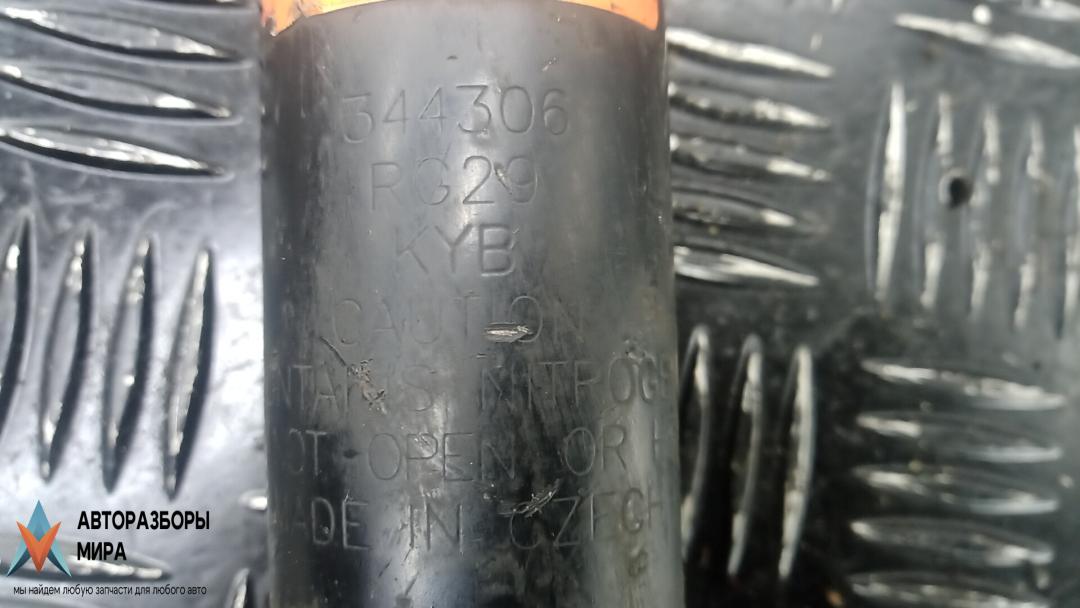 344306
RG29
KYB
CAUTION
NTAINS NITROGE
OT OPEN OR H
ADE IN CZECH
АВТОРАЗБОРЫ
МИРА
мы найдем любую запчасти для любого авто